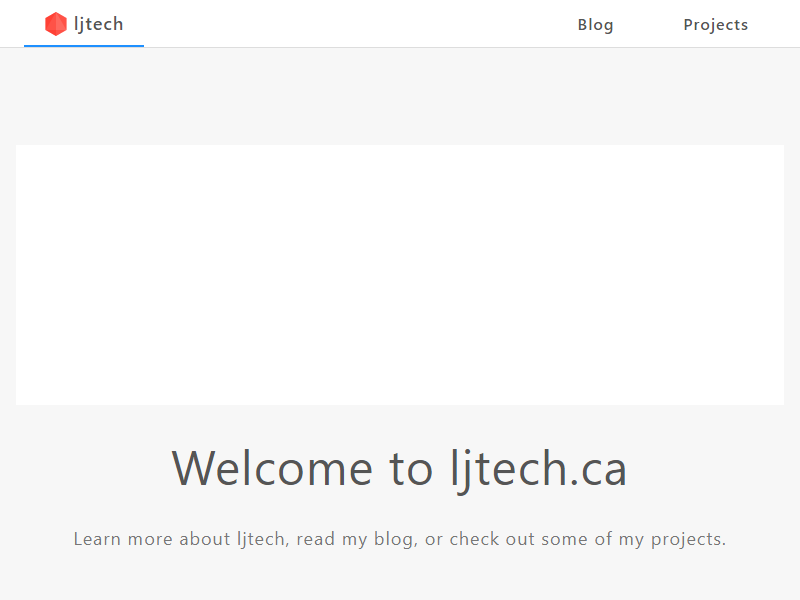 ljtech
Blog
Projects
Welcome to ljtech.ca
Learn more about ljtech, read my blog, or check out some of my projects.